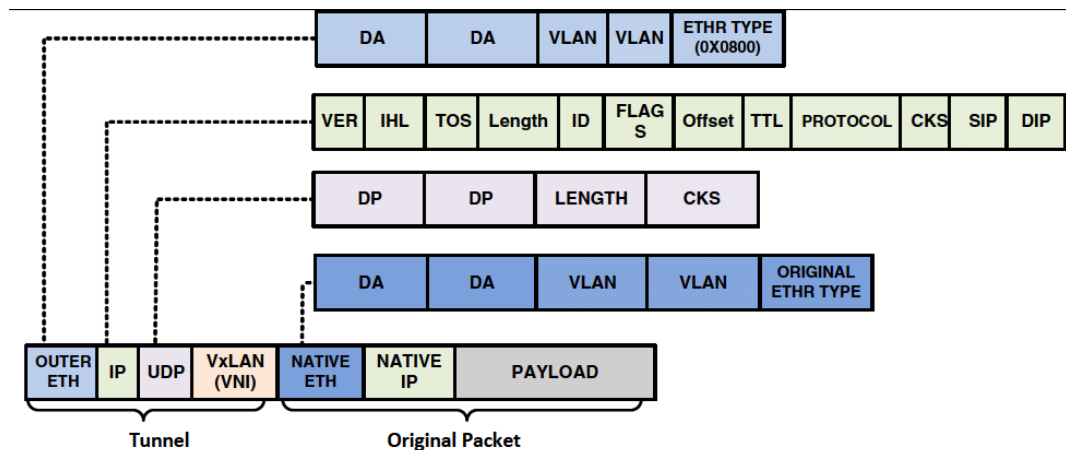 DA DA VLAN VLAN ETHR TYPE
(0X0800)
VER IHL TOS Length ID FLAG
S Offset TTL PROTOCOL CKS SIP DIP
DP DP LENGTH CKS
DA DA VLAN VLAN ORIGINAL
ETHR TYPE
OUTER
ETH IP UDP VxLAN
(VNI) NATIVE
ETH NATIVE
IP PAYLOAD
Tunnel Original Packet